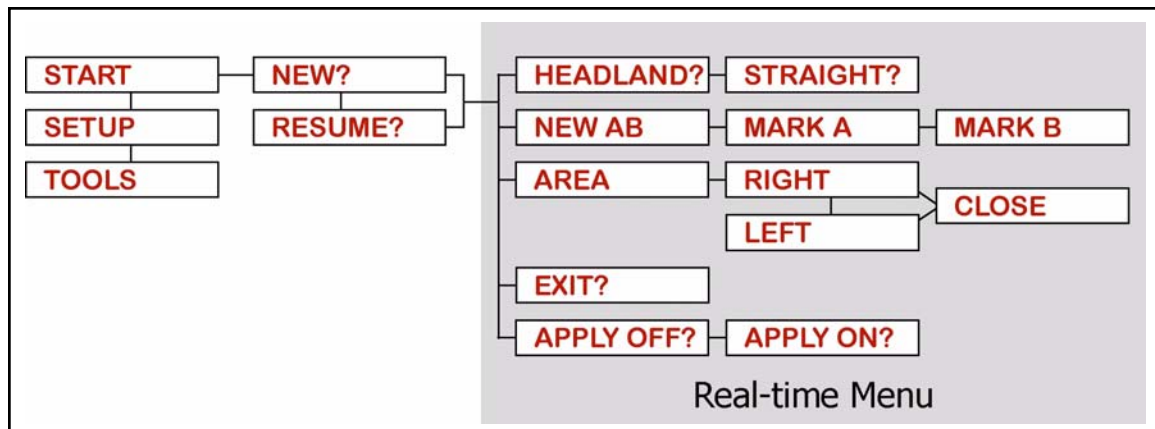 START
NEW?
HEADLAND?
STRAIGHT?
SETUP
RESUME?
NEW AB
MARK A
MARK B
TOOLS
AREA
RIGHT
CLOSE
LEFT
EXIT?
APPLY OFF?
APPLY ON?
Real-time Menu